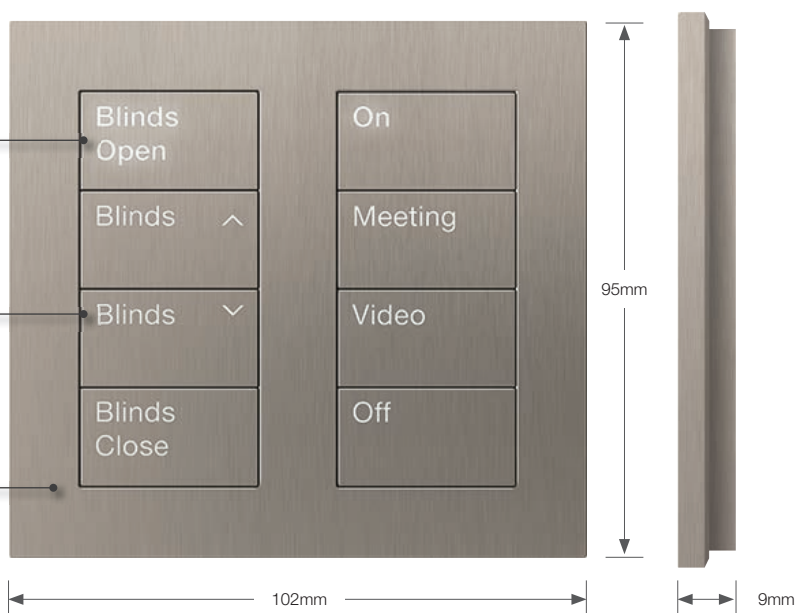 Blinds
Open
Blinds
Blinds
Blinds
Close
On
Meeting
Video
Off
95mm
102mm
9mm